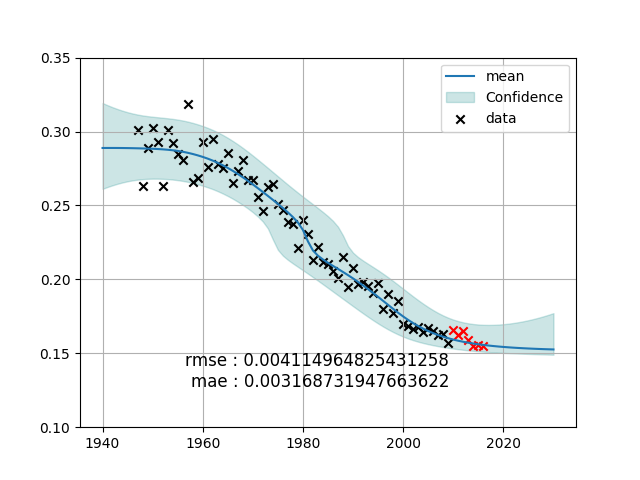 0.35
mean
Confidence
data
0.30
0.25
0.20
0.15
rmse : 0.004114964825431258
mae : 0.003168731947663622
0.10
1940 1960 1980 2000 2020